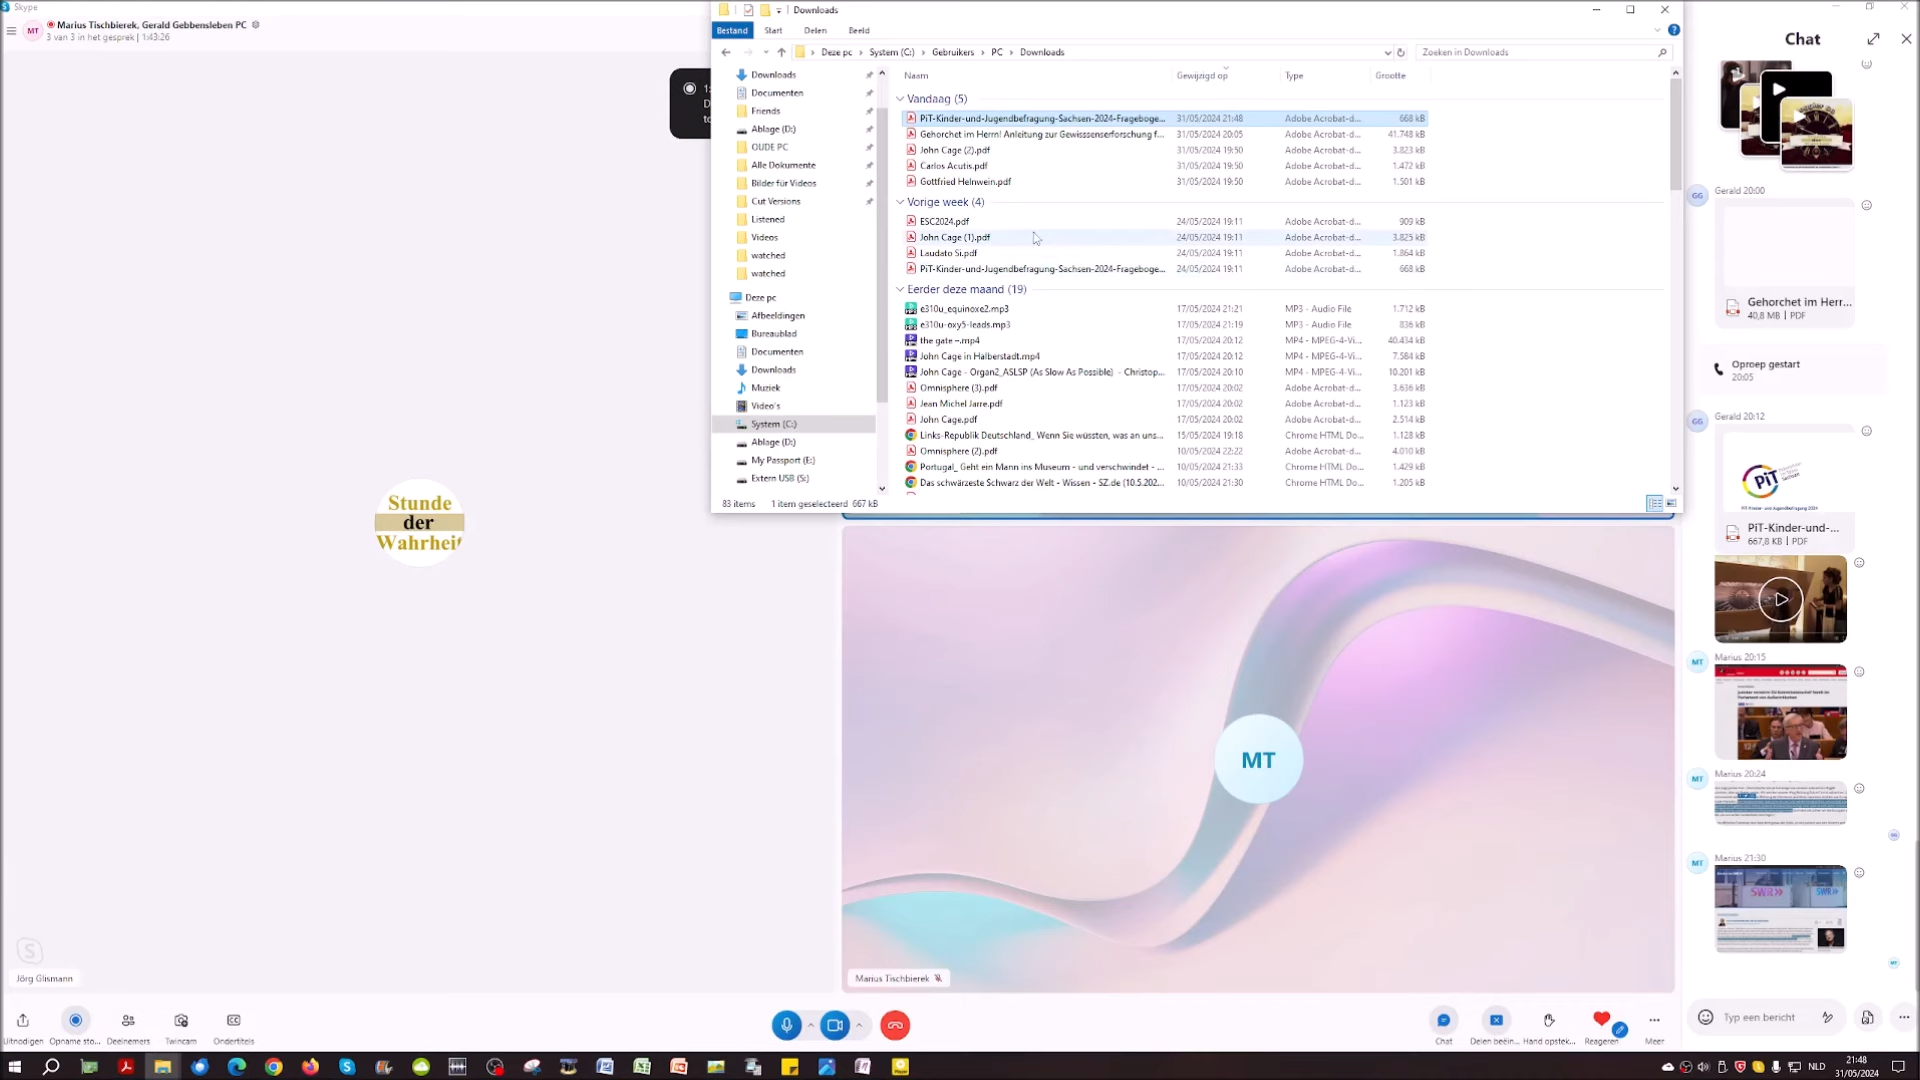 Skype
MT Marius Tischbierek, Gerald Gebbensleben PC
3 van 3 in het gesprek | 1:43:26
Downloads
Bestand Start Delen Beeld
Deze pc System (C:) Gebruikers PC Downloads
Zoeken in Downloads
Naam Gewijzigd op Type Grootte
Downloads
Documenten
Friends
Ablage (D:)
OUDE PC
Alle Dokumente
Bilder für Videos
Cut Versions
Listened
Videos
watched
watched
Deze pc
Afbeeldingen
Bureaublad
Documenten
Downloads
Muziek
Video's
System (C:)
Ablage (D:)
My Passport (E:)
Extern USB (S:)
Vandaag (5)
PiT-Kinder-und-Jugendbefragung-Sachsen-2024-Frageboge... 31/05/2024 21:48 Adobe Acrobat-d... 668 kB
Gehorchet im Herrn! Anleitung zur Gewisssenserforschung f... 31/05/2024 20:05 Adobe Acrobat-d... 41.748 kB
John Cage (2).pdf 31/05/2024 19:50 Adobe Acrobat-d... 3.823 kB
Carlos Acutis.pdf 31/05/2024 19:50 Adobe Acrobat-d... 1.472 kB
Gottfried Helnwein.pdf 31/05/2024 19:50 Adobe Acrobat-d... 1.501 kB
Vorige week (4)
ESC2024.pdf 24/05/2024 19:11 Adobe Acrobat-d... 909 kB
John Cage (1).pdf 24/05/2024 19:11 Adobe Acrobat-d... 3.825 kB
Laudato Si.pdf 24/05/2024 19:11 Adobe Acrobat-d... 1.864 kB
PiT-Kinder-und-Jugendbefragung-Sachsen-2024-Frageboge... 24/05/2024 19:11 Adobe Acrobat-d... 668 kB
Eerder deze maand (19)
e310u_equinoxe2.mp3 17/05/2024 21:21 MP3 - Audio File 1.712 kB
e310u-oxy5-leads.mp3 17/05/2024 21:19 MP3 - Audio File 836 kB
the gate ~.mp4 17/05/2024 20:12 MP4 - MPEG-4-Vi... 40.434 kB
John Cage in Halberstadt.mp4 17/05/2024 20:12 MP4 - MPEG-4-Vi... 7.584 kB
John Cage - Organ2_ASLSP (As Slow As Possible) - Christop... 17/05/2024 20:10 MP4 - MPEG-4-Vi... 10.201 kB
Omnisphere (3).pdf 17/05/2024 20:02 Adobe Acrobat-d... 3.636 kB
Jean Michel Jarre.pdf 17/05/2024 20:02 Adobe Acrobat-d... 1.123 kB
John Cage.pdf 17/05/2024 20:02 Adobe Acrobat-d... 2.514 kB
Links-Republik Deutschland_ Wenn Sie wüssten, was an uns... 15/05/2024 19:18 Chrome HTML Do... 1.128 kB
Omnisphere (2).pdf 10/05/2024 22:22 Adobe Acrobat-d... 4.010 kB
Portugal_ Geht ein Mann ins Museum - und verschwindet - ... 10/05/2024 21:33 Chrome HTML Do... 1.429 kB
Das schwärzeste Schwarz der Welt - Wissen - SZ.de (10.5.202... 10/05/2024 21:30 Chrome HTML Do... 1.205 kB
83 items 1 item geselecteerd 667 kB
Stunde
der
Wahrheit
Jörg Glismann
MT
Marius Tischbierek
Chat
Gerald 20:00
GG
Gehorchet im Herr...
40,8 MB | PDF
Oproep gestart
20:05
Gerald 20:12
GG
PiT
PiT-Kinder-und-...
667,8 KB | PDF
Marius 20:15
MT
Marius 20:24
MT
Marius 21:30
MT
SWR»
SWR»
Typ een bericht
Uitnodigen Opname sto... Deelnemers Twincam Ondertitels
Chat Delen beëin... Hand opstek... Reageren Meer
NLD
21:48
31/05/2024